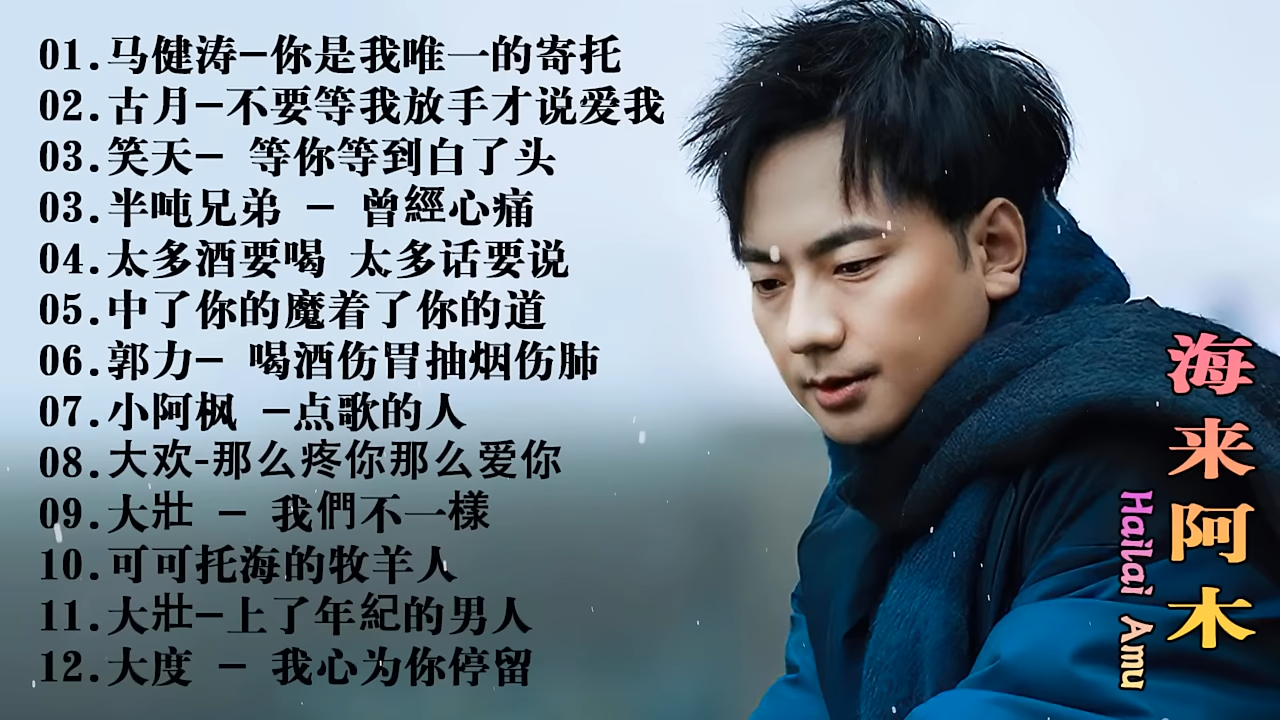 01.马健涛-你是我唯一的寄托
02.古月-不要等我放手才说爱我
03.笑天- 等你等到白了头
03.半吨兄弟 - 曾經心痛
04.太多酒要喝 太多话要说
05.中了你的魔着了你的道
06.郭力- 喝酒伤胃抽烟伤肺
07.小阿枫 -点歌的人
08.大欢-那么疼你那么爱你
09.大壯 - 我們不一樣
10.可可托海的牧羊人
11.大壯-上了年紀的男人
12.大度 - 我心为你停留
海来阿木
Hailai Amu